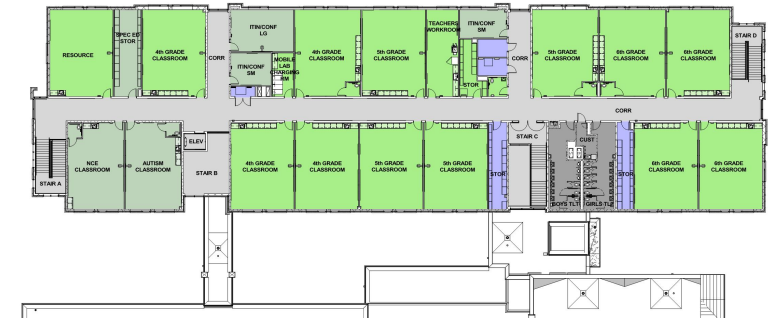 RESOURCE
SPEC ED
STOR
4th GRADE
CLASSROOM
CORR
ITIN/CONF
LG
ITIN/CONF
SM
MOBILE
LAB
CHARGING
RM
4th GRADE
CLASSROOM
5th GRADE
CLASSROOM
TEACHERS
WORKROOM
ITIN/CONF
SM
STOR
CORR
5th GRADE
CLASSROOM
6th GRADE
CLASSROOM
6th GRADE
CLASSROOM
STAIR D
CORR
STAIR A
NCE
CLASSROOM
AUTISM
CLASSROOM
ELEV
STAIR B
4th GRADE
CLASSROOM
4th GRADE
CLASSROOM
5th GRADE
CLASSROOM
5th GRADE
CLASSROOM
STOR
STAIR C
CUST
BOYS TLT
GIRLS TLT
STOR
6th GRADE
CLASSROOM
6th GRADE
CLASSROOM